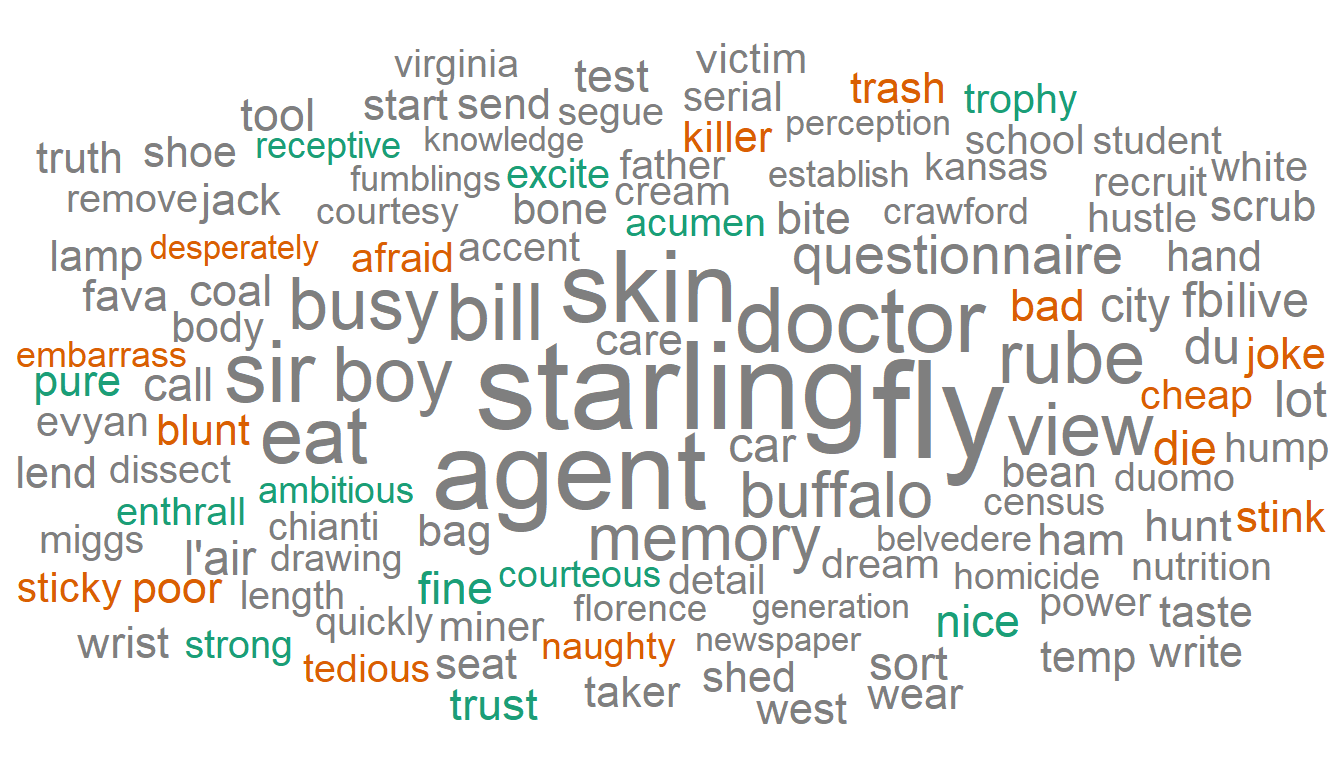 virginia test victim
trash trophy
tool start send segue serial
receptive knowledge killer perception school student
truth shoe father establish kansas white
fumblings excite cream recruit
remove jack courtesy bone acumen bite crawford hustle scrub
lamp desperately afraid accent questionnaire hand
fava coal busy bill skin doctor bad city fbilive
body care
embarrass sir boy starling fly rube du joke
pure call cheap lot
evyan blunt eat car view die hump
lend dissect agent bean duomo
enthrall ambitious buffalo census stink
miggs chianti bag memory belvedere ham hunt
l'air drawing dream homicide nutrition
sticky poor length fine courteous detail power taste
quickly miner florence generation nice
wrist strong naughty newspaper temp write
tedious seat taker shed sort
trust west wear